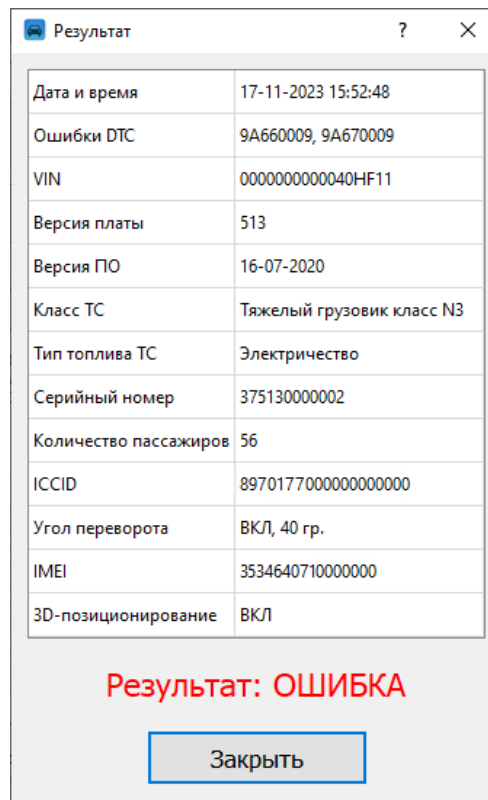 Результат ?
Дата и время 17-11-2023 15:52:48
Ошибки DTC 9A660009, 9A670009
VIN 0000000000040HF11
Версия платы 513
Версия ПО 16-07-2020
Класс ТС Тяжелый грузовик класс N3
Тип топлива ТС Электричество
Серийный номер 375130000002
Количество пассажиров 56
ICCID 8970177000000000000
Угол переворота ВКЛ, 40 гр.
IMEI 3534640710000000
3D-позиционирование ВКЛ
Результат: ОШИБКА
Закрыть